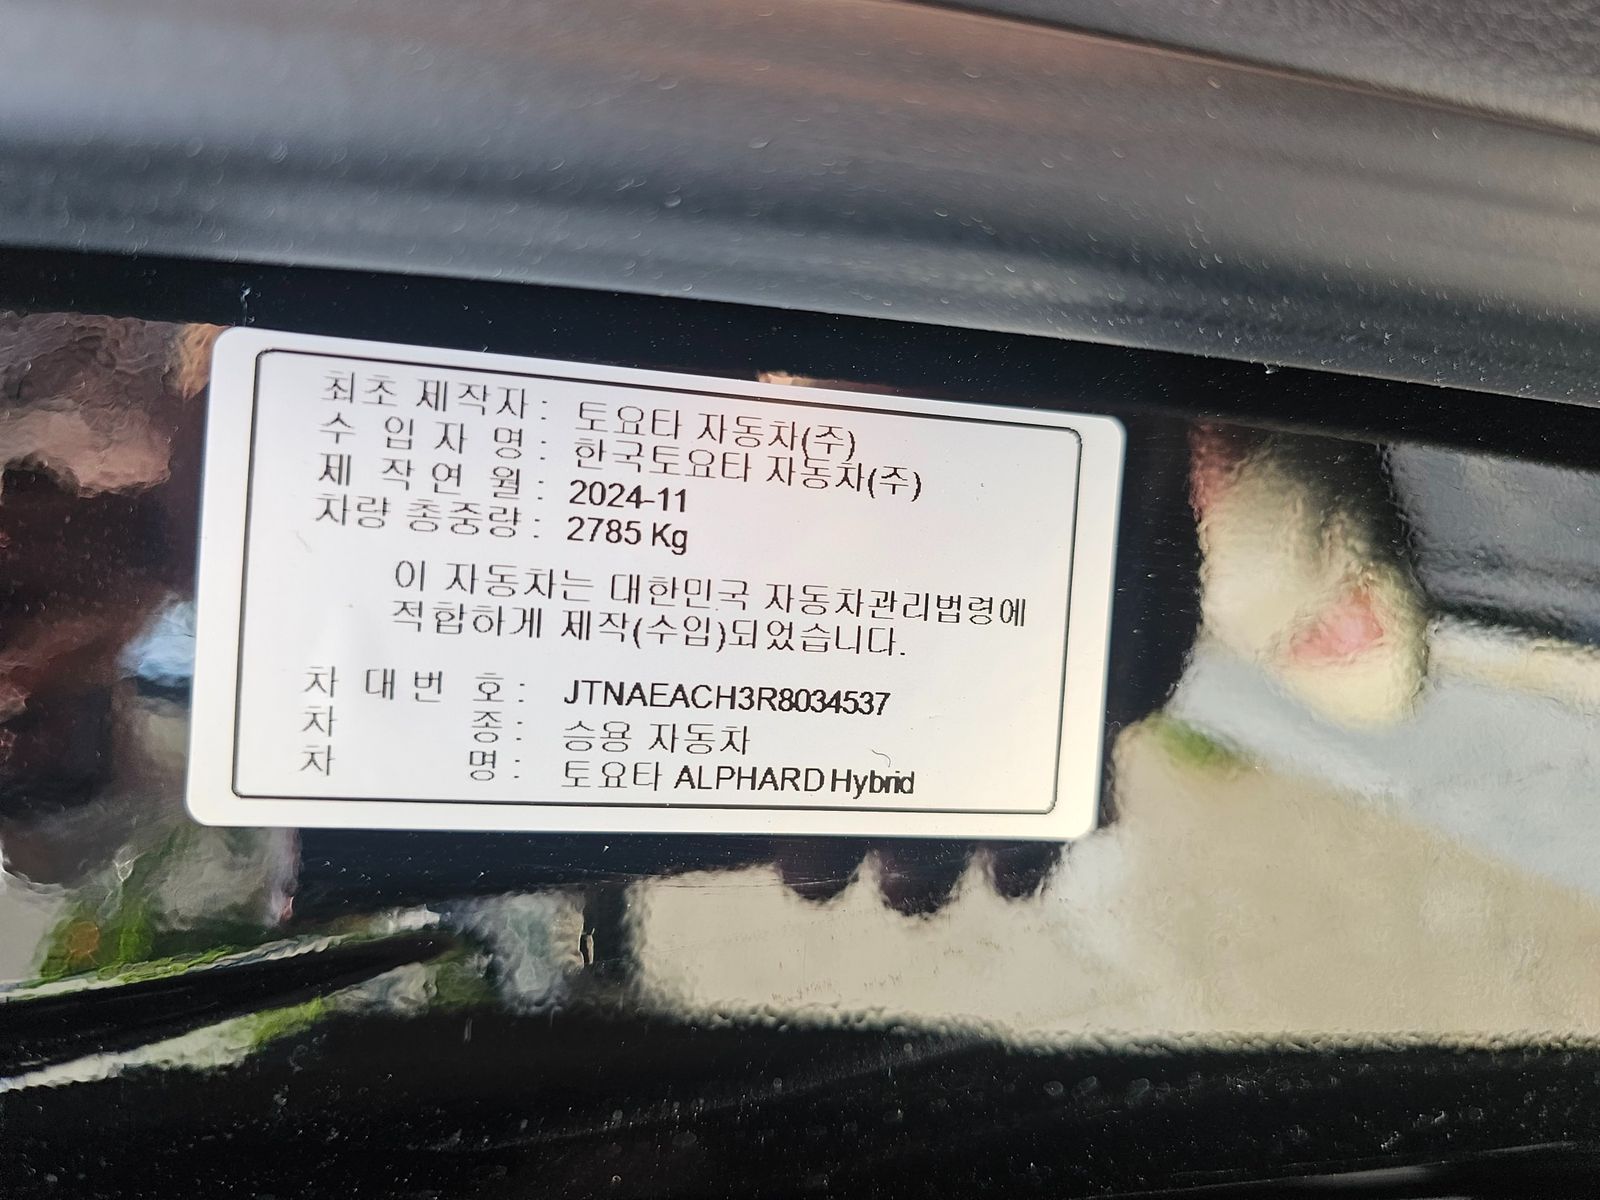 최초 제작자 : 토요타 자동차(주)
수 입 자 명 : 한국토요타 자동차(주)
제 작 연 월 : 2024-11
차량 총중량 : 2785 Kg
이 자동차는 대한민국 자동차관리법령에
적합하게 제작(수입)되었습니다.
차 대 번 호 : JTNAEACH3R8034537
차 종 : 승용 자동차
차 명 : 토요타 ALPHARD Hybrid